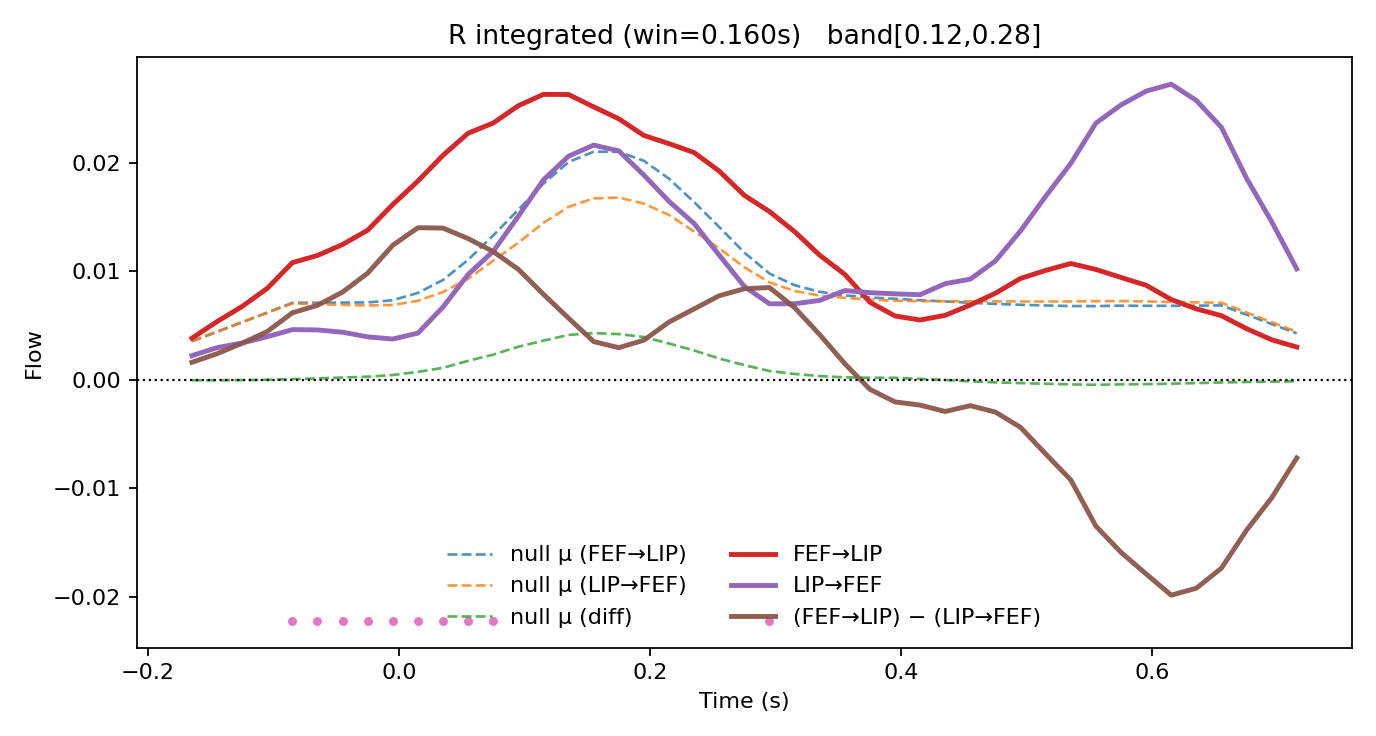 R integrated (win=0.160s)   band[0.12,0.28]
0.02
0.01
0.00
−0.01
−0.02
Flow
null μ (FEF→LIP)
null μ (LIP→FEF)
null μ (diff)
FEF→LIP
LIP→FEF
(FEF→LIP) − (LIP→FEF)
−0.2
0.0
0.2
0.4
0.6
Time (s)